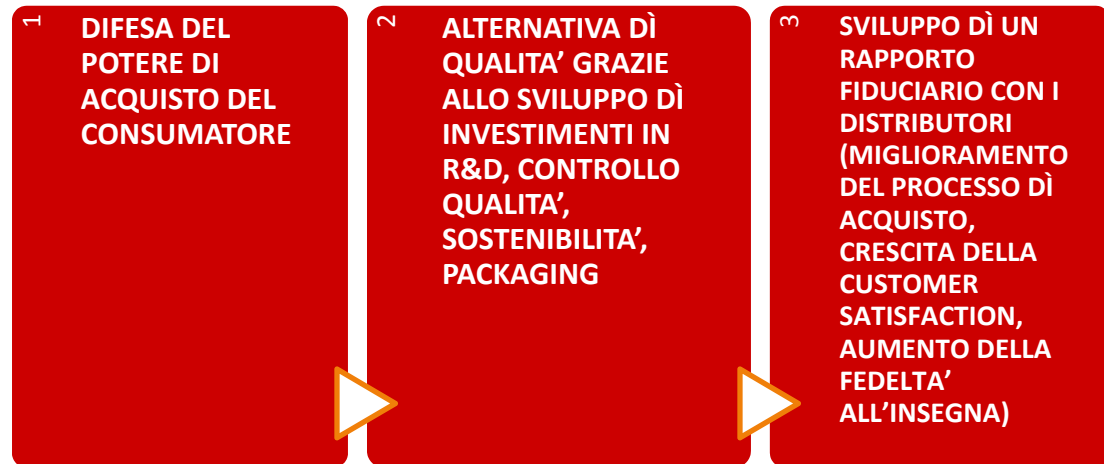 1
DIFESA DEL
POTERE DI
ACQUISTO DEL
CONSUMATORE
2
ALTERNATIVA DÌ
QUALITA’ GRAZIE
ALLO SVILUPPO DÌ
INVESTIMENTI IN
R&D, CONTROLLO
QUALITA’,
SOSTENIBILITA’,
PACKAGING
3
SVILUPPO DÌ UN
RAPPORTO
FIDUCIARIO CON I
DISTRIBUTORI
(MIGLIORAMENTO
DEL PROCESSO DÌ
ACQUISTO,
CRESCITA DELLA
CUSTOMER
SATISFACTION,
AUMENTO DELLA
FEDELTA’
ALL’INSEGNA)